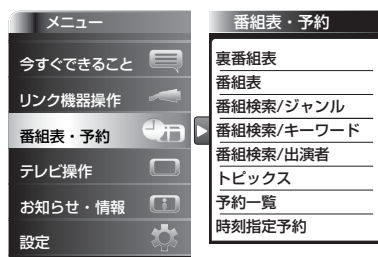 メニュー
今すぐできること
リンク機器操作
番組表・予約
テレビ操作
お知らせ・情報
設定
番組表・予約
裏番組表
番組表
番組検索/ジャンル
番組検索/キーワード
番組検索/出演者
トピックス
予約一覧
時刻指定予約